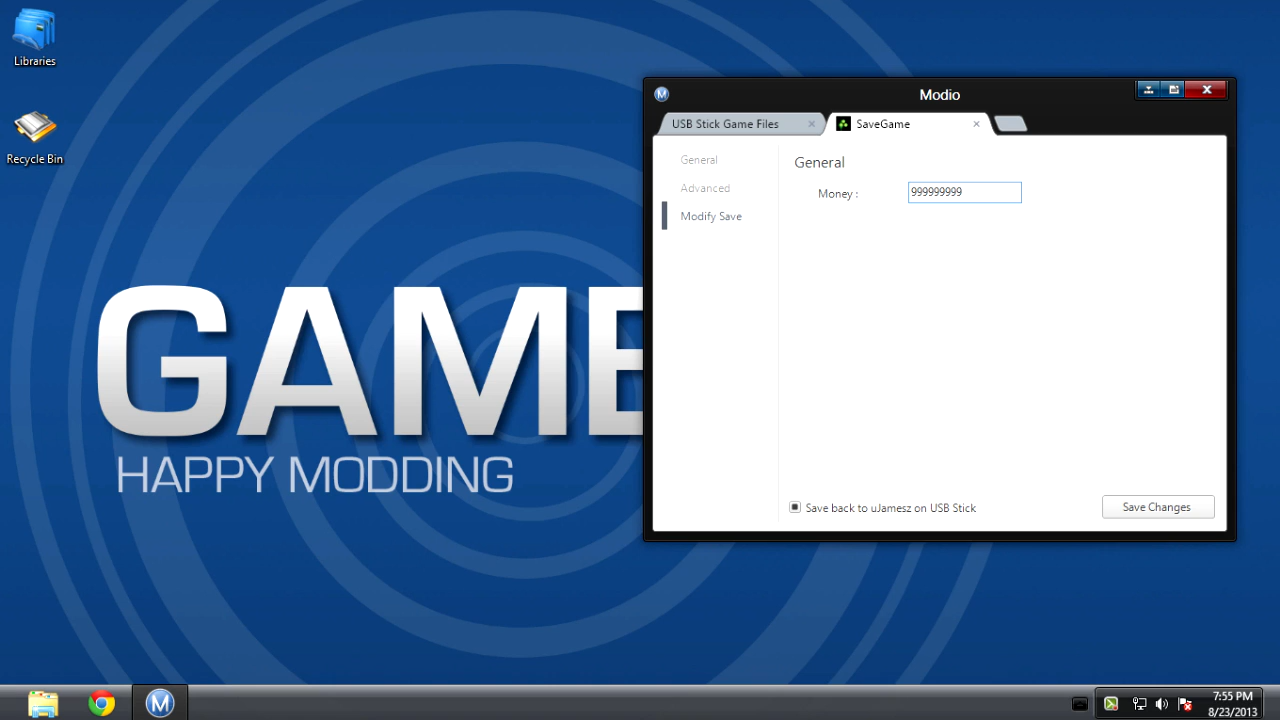 Libraries
Recycle Bin
GAME
HAPPY MODDING
M
Modio
USB Stick Game Files
SaveGame
General
Advanced
Modify Save
General
Money :
999999999
Save back to uJamesz on USB Stick
Save Changes
M
7:55 PM
8/23/2013